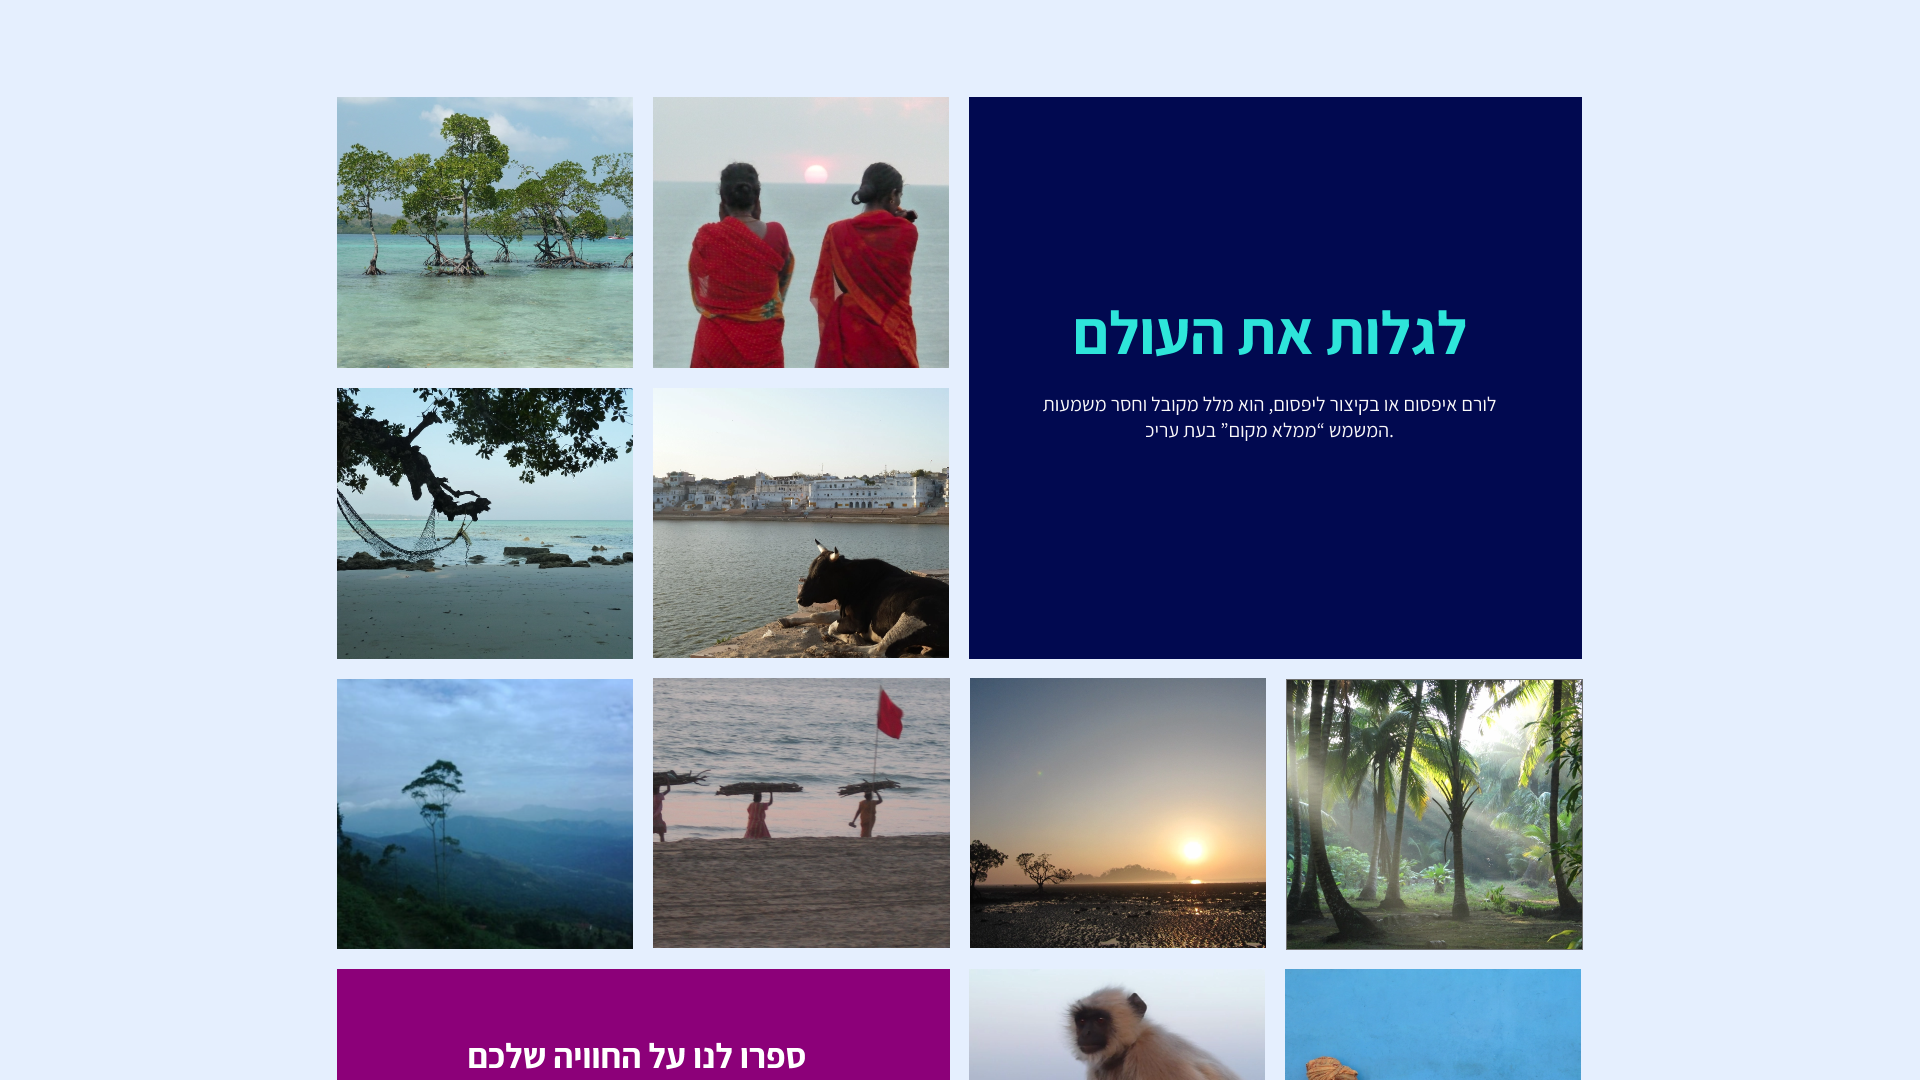 לגלות את העולם
לורם איפסום או בקיצור ליפסום, הוא מלל מקובל וחסר משמעות
המשמש “ממלא מקום” בעת עריכ.
ספרו לנו על החוויה שלכם